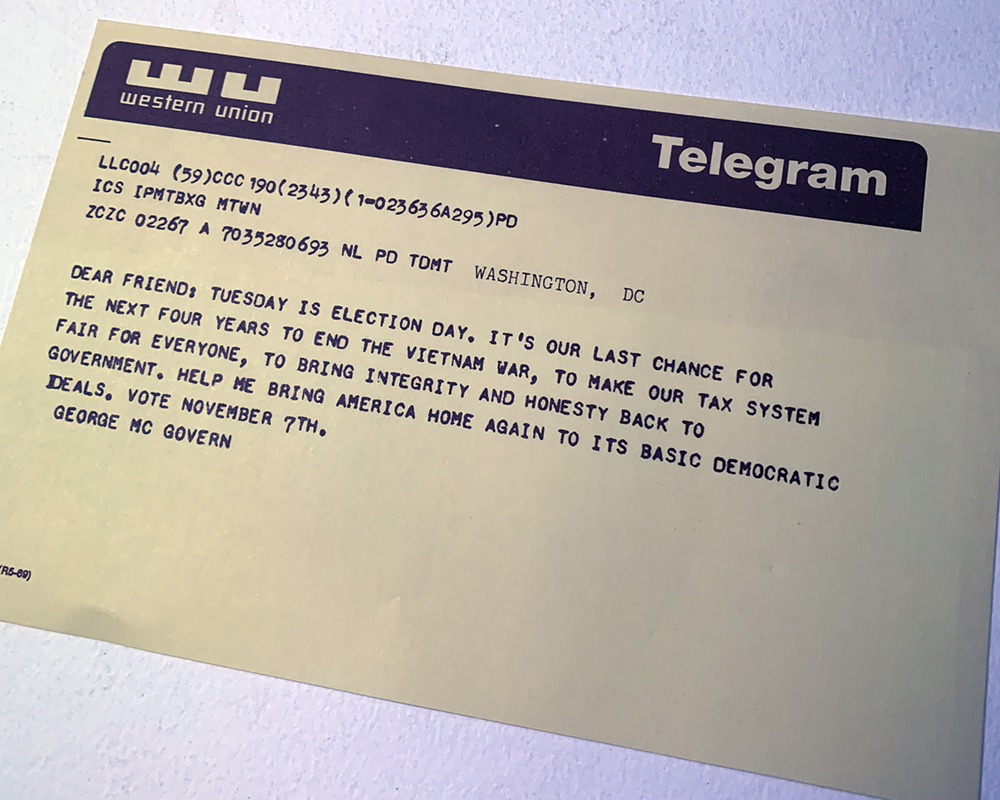 WU
western union
Telegram
LLC004 (59)CCC 190(2343)(1=023636A295)PD
ICS IPMTBXG MTWN
ZCZC 02267 A 7035280693 NL PD TDMT WASHINGTON, DC
DEAR FRIEND: TUESDAY IS ELECTION DAY. IT'S OUR LAST CHANCE FOR
THE NEXT FOUR YEARS TO END THE VIETNAM WAR, TO MAKE OUR TAX SYSTEM
FAIR FOR EVERYONE, TO BRING INTEGRITY AND HONESTY BACK TO
GOVERNMENT. HELP ME BRING AMERICA HOME AGAIN TO ITS BASIC DEMOCRATIC
IDEALS. VOTE NOVEMBER 7TH.
GEORGE MC GOVERN
(R5-69)